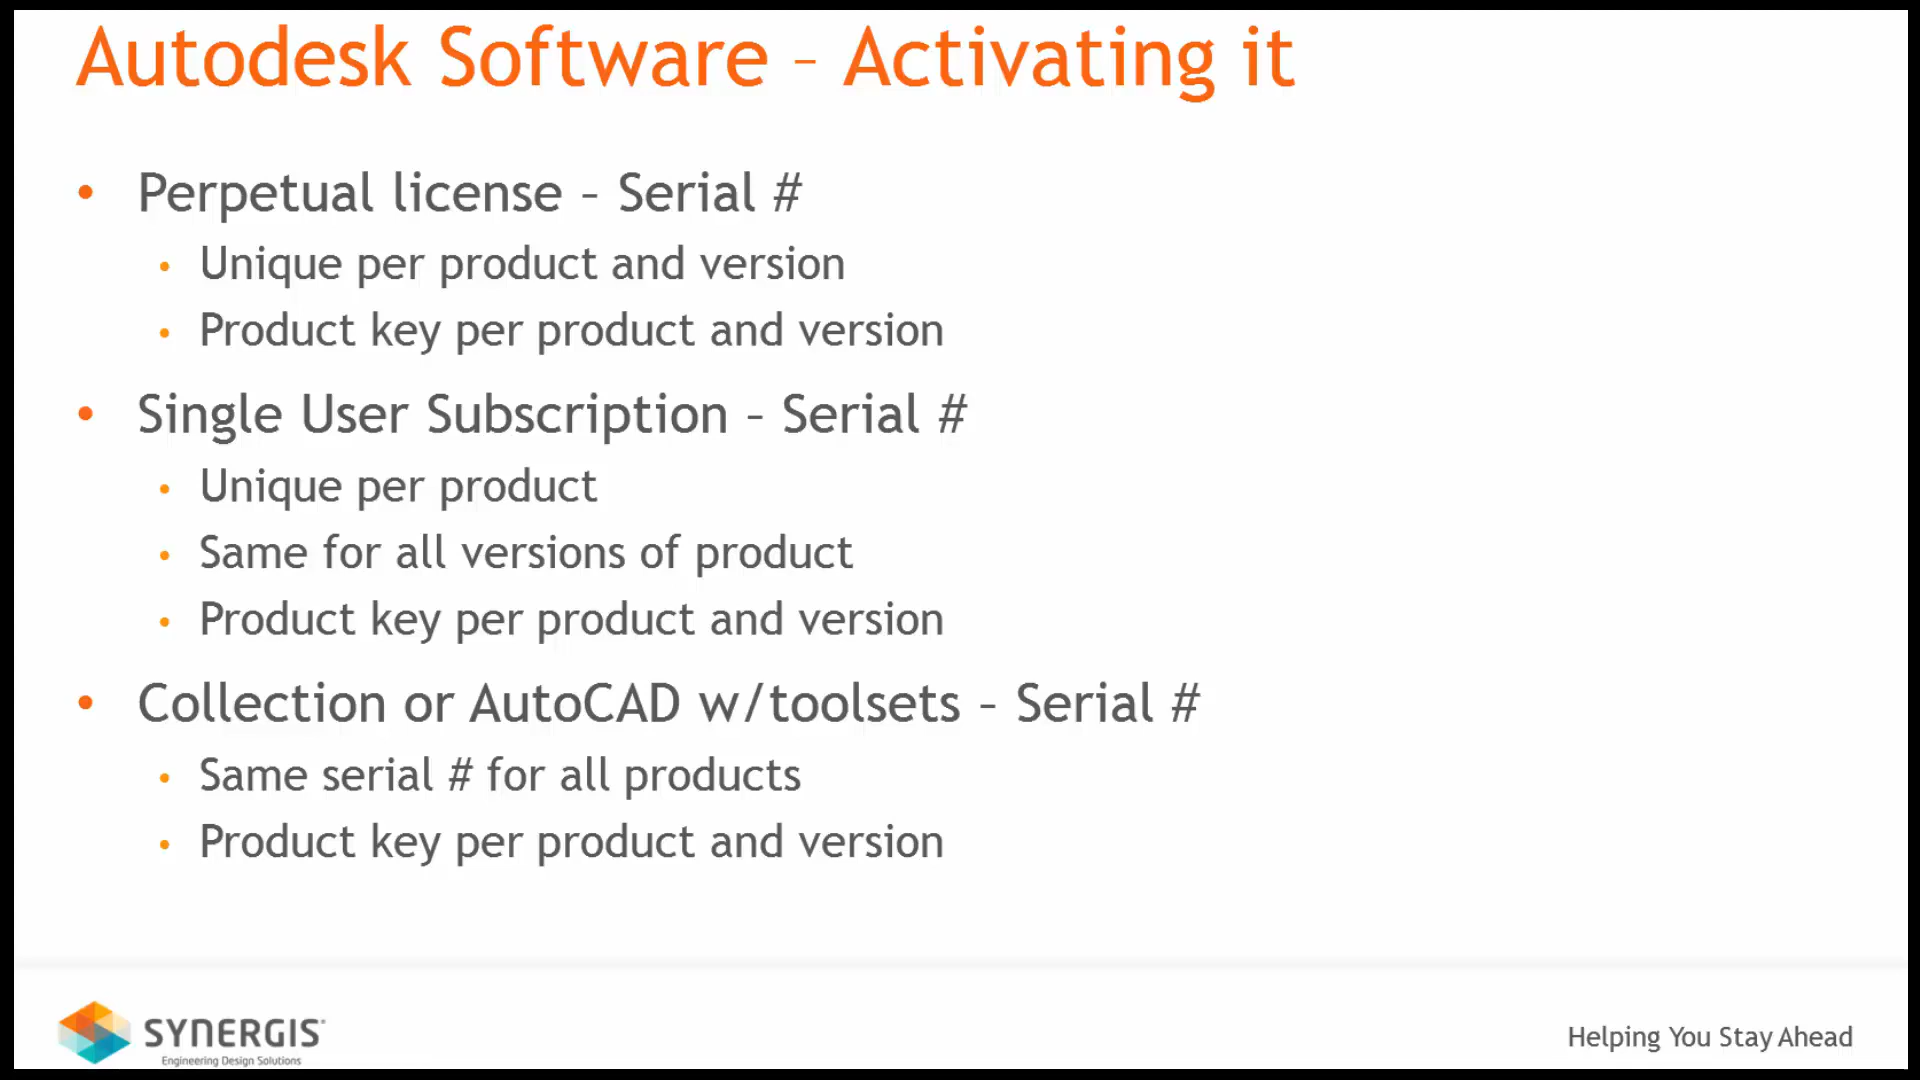 Autodesk Software – Activating it
• Perpetual license – Serial #
• Unique per product and version
• Product key per product and version
• Single User Subscription – Serial #
• Unique per product
• Same for all versions of product
• Product key per product and version
• Collection or AutoCAD w/toolsets – Serial #
• Same serial # for all products
• Product key per product and version
SYNERGIS
Engineering Design Solutions
Helping You Stay Ahead